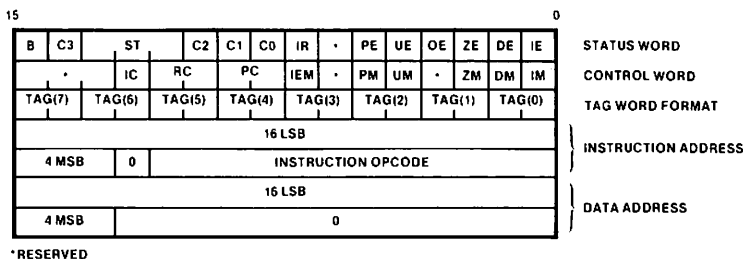 15 0
B C3 ST C2 C1 C0 IR * PE UE OE ZE DE IE STATUS WORD
* IC RC PC IEM * PM UM * ZM DM IM CONTROL WORD
TAG(7) TAG(6) TAG(5) TAG(4) TAG(3) TAG(2) TAG(1) TAG(0) TAG WORD FORMAT
16 LSB
INSTRUCTION ADDRESS
4 MSB 0 INSTRUCTION OPCODE
16 LSB
DATA ADDRESS
4 MSB 0
*RESERVED